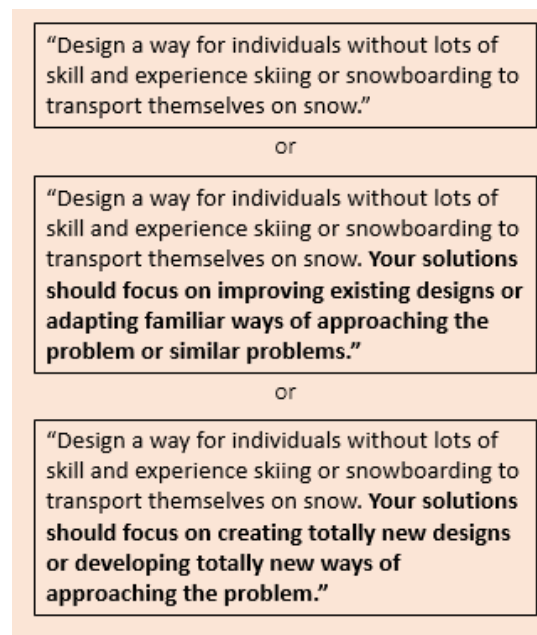 “Design a way for individuals without lots of
skill and experience skiing or snowboarding to
transport themselves on snow.”
or
“Design a way for individuals without lots of
skill and experience skiing or snowboarding to
transport themselves on snow. Your solutions
should focus on improving existing designs or
adapting familiar ways of approaching the
problem or similar problems.”
or
“Design a way for individuals without lots of
skill and experience skiing or snowboarding to
transport themselves on snow. Your solutions
should focus on creating totally new designs
or developing totally new ways of
approaching the problem.”